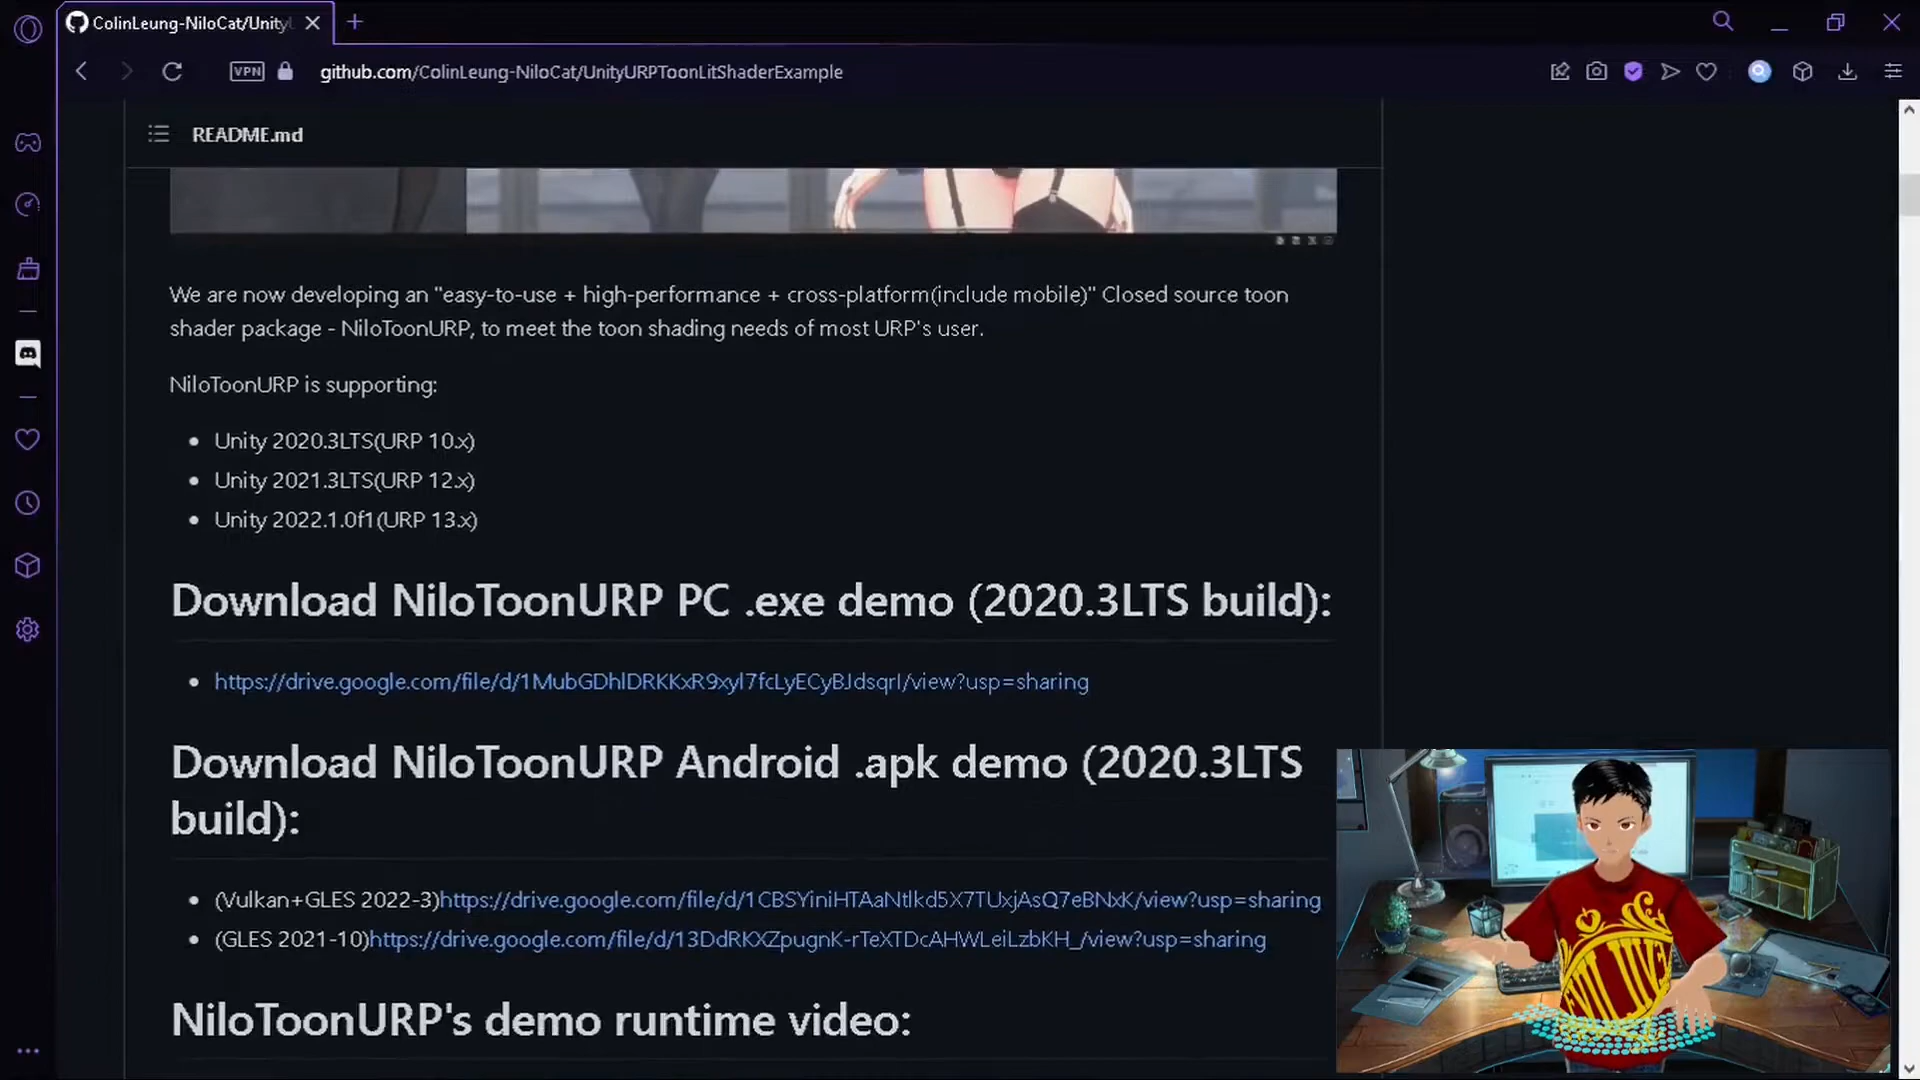 ColinLeung-NiloCat/UnityU
VPN
github.com/ColinLeung-NiloCat/UnityURPToonLitShaderExample
README.md
We are now developing an "easy-to-use + high-performance + cross-platform(include mobile)" Closed source toon
shader package - NiloToonURP, to meet the toon shading needs of most URP's user.
NiloToonURP is supporting:
Unity 2020.3LTS(URP 10.x)
Unity 2021.3LTS(URP 12.x)
Unity 2022.1.0f1(URP 13.x)
Download NiloToonURP PC .exe demo (2020.3LTS build):
https://drive.google.com/file/d/1MubGDhlDRKKxR9xyl7fcLyECyBJdsqrI/view?usp=sharing
Download NiloToonURP Android .apk demo (2020.3LTS
build):
(Vulkan+GLES 2022-3)https://drive.google.com/file/d/1CBSYiniHTAaNtlkd5X7TUxjAsQ7eBNxK/view?usp=sharing
(GLES 2021-10)https://drive.google.com/file/d/13DdRKXZpugnK-rTeXTDcAHWLeiLzbKH_/view?usp=sharing
NiloToonURP's demo runtime video: